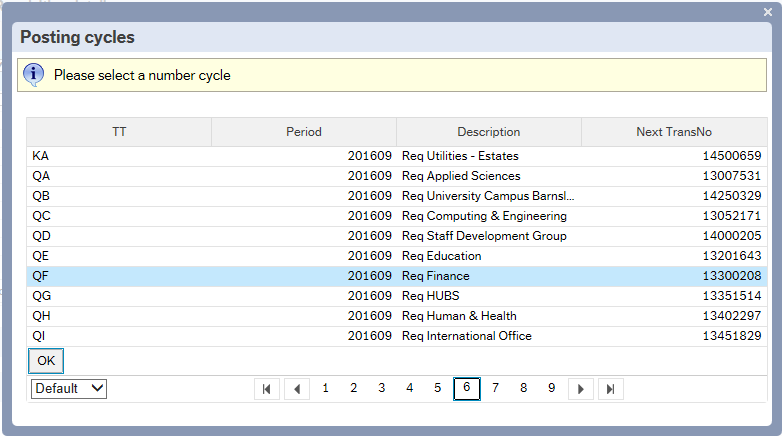 Posting cycles
Please select a number cycle
TT Period Description Next TransNo
KA 201609 Req Utilities - Estates 14500659
QA 201609 Req Applied Sciences 13007531
QB 201609 Req University Campus Barnsl... 14250329
QC 201609 Req Computing & Engineering 13052171
QD 201609 Req Staff Development Group 14000205
QE 201609 Req Education 13201643
QF 201609 Req Finance 13300208
QG 201609 Req HUBS 13351514
QH 201609 Req Human & Health 13402297
QI 201609 Req International Office 13451829
OK
Default 1 2 3 4 5 6 7 8 9